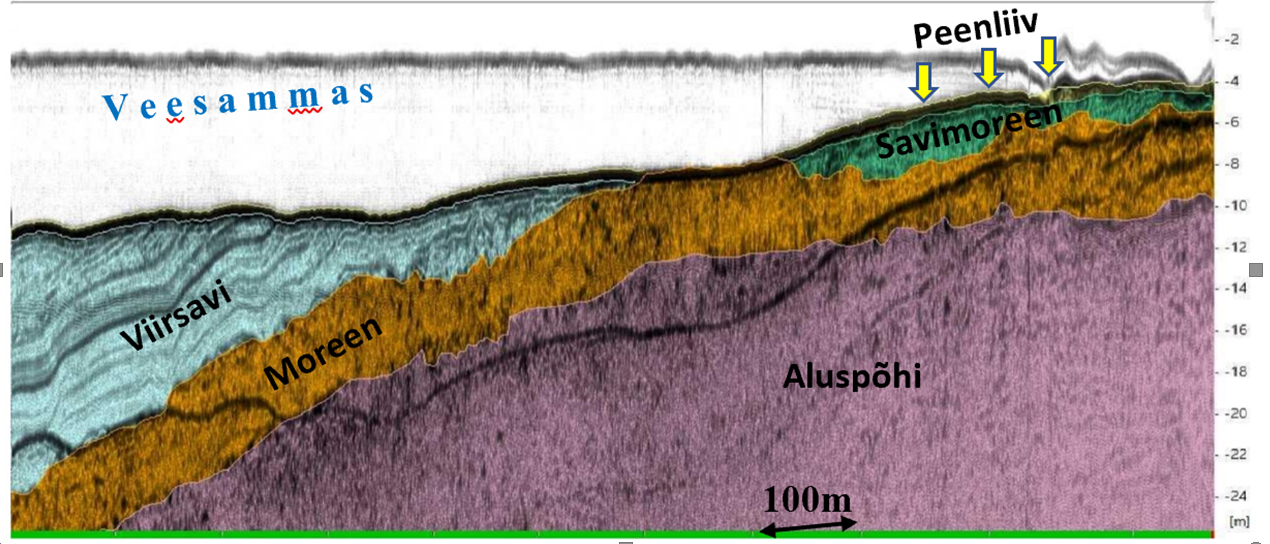 Peenliiv
Veesammas
Savimoreen
Viirsavi
Moreen
Aluspõhi
100m
-2
-4
-6
-8
-10
-12
-14
-16
-18
-20
-22
-24
[m]